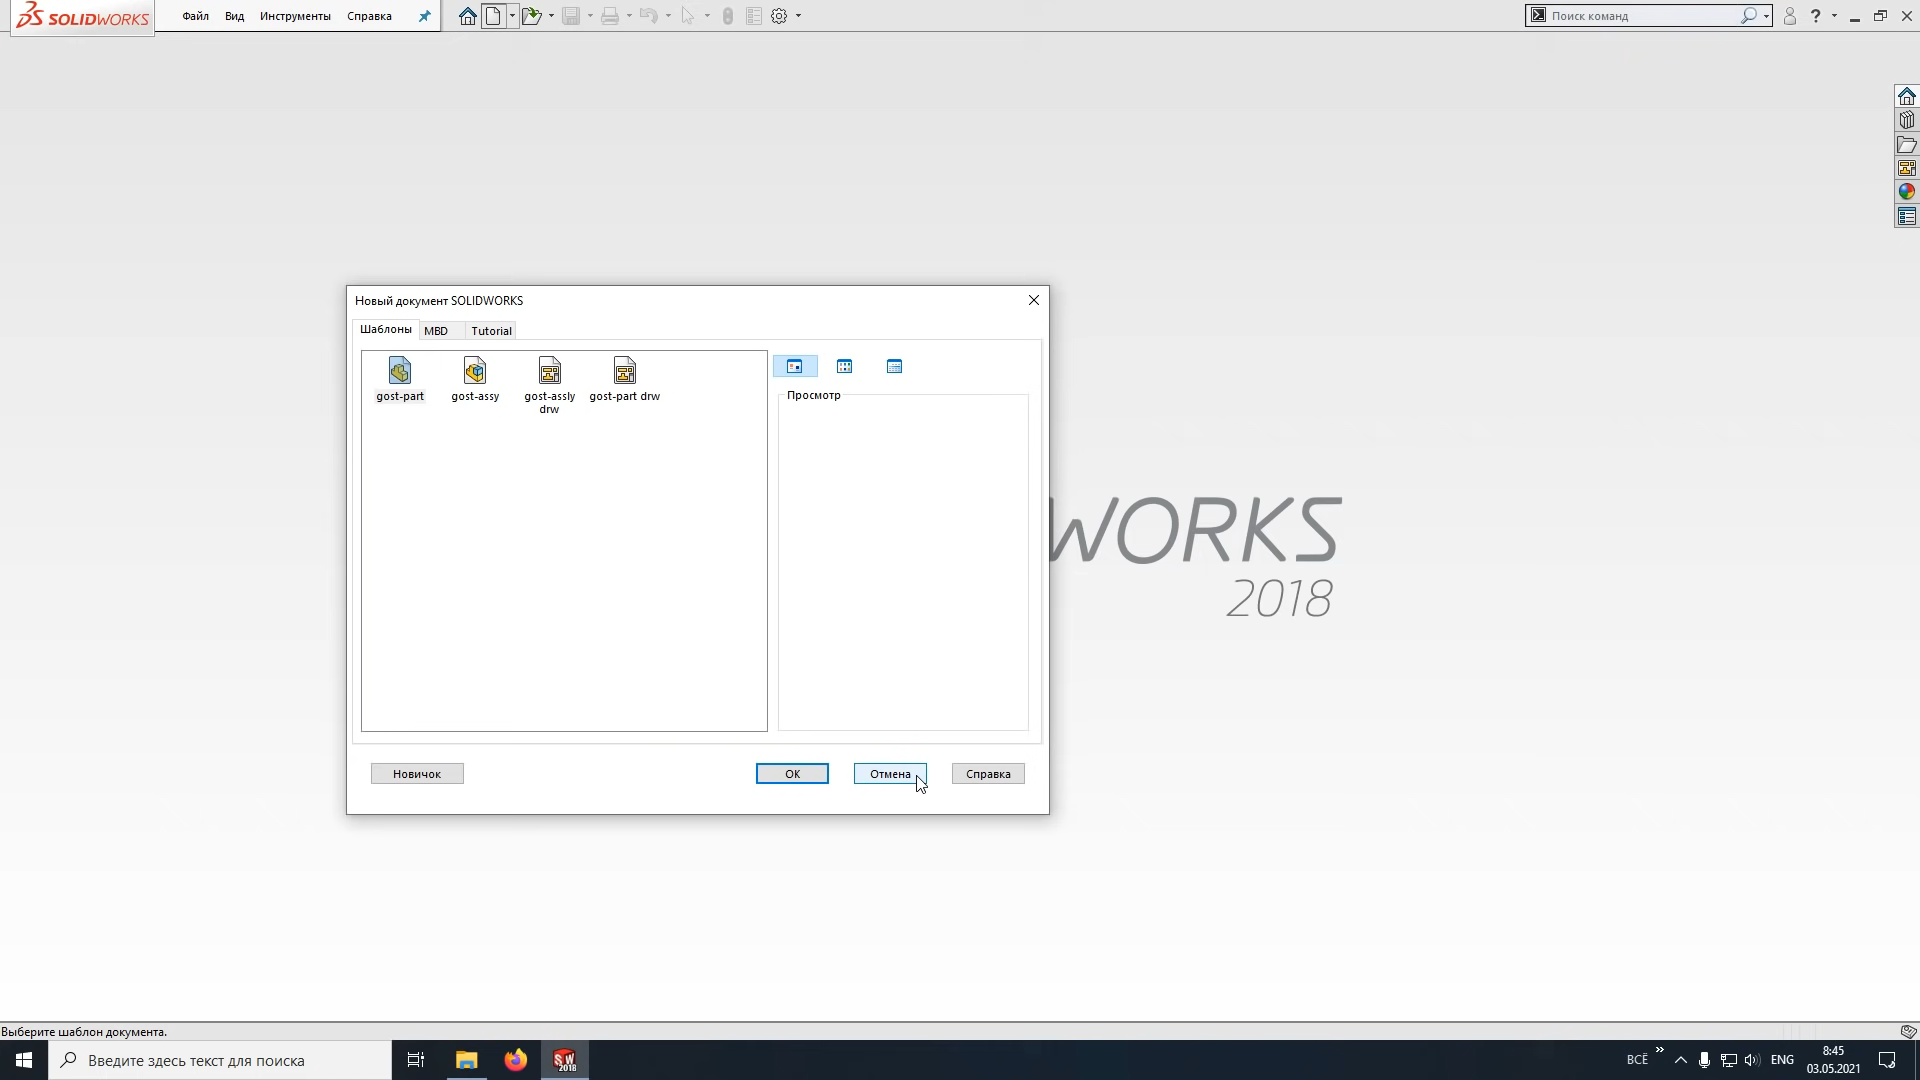 SOLIDWORKS Файл Вид Инструменты Справка Поиск команд ?
Новый документ SOLIDWORKS
Шаблоны MBD Tutorial
gost-part gost-assy gost-assly drw gost-part drw
Просмотр
WORKS
2018
Новичок OK Отмена Справка
Выберите шаблон документа.
Введите здесь текст для поиска
SW 2018
ВСЁ » ENG
8:45
03.05.2021